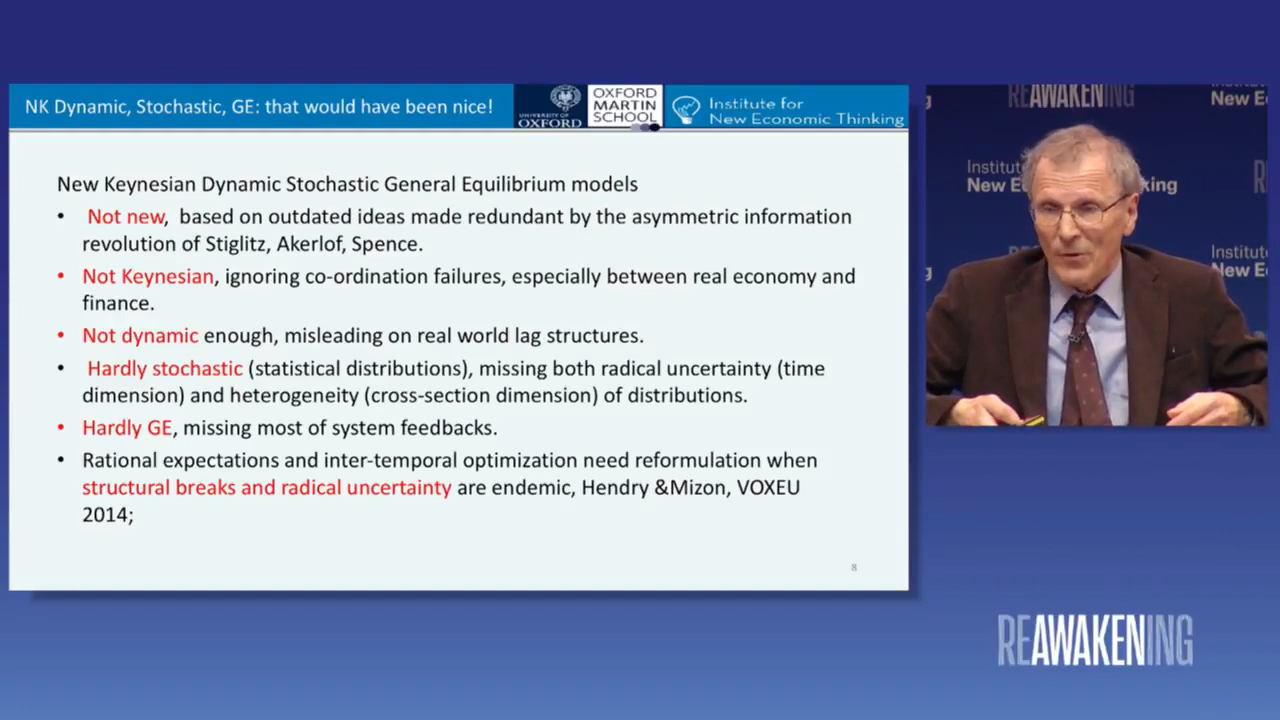 NK Dynamic, Stochastic, GE: that would have been nice!
UNIVERSITY OF
OXFORD
OXFORD
MARTIN
SCHOOL
Institute for
New Economic Thinking
New Keynesian Dynamic Stochastic General Equilibrium models
• Not new, based on outdated ideas made redundant by the asymmetric information
revolution of Stiglitz, Akerlof, Spence.
• Not Keynesian, ignoring co-ordination failures, especially between real economy and
finance.
• Not dynamic enough, misleading on real world lag structures.
• Hardly stochastic (statistical distributions), missing both radical uncertainty (time
dimension) and heterogeneity (cross-section dimension) of distributions.
• Hardly GE, missing most of system feedbacks.
• Rational expectations and inter-temporal optimization need reformulation when
structural breaks and radical uncertainty are endemic, Hendry &Mizon, VOXEU
2014;
8
REAWAKENING
New E
Institu
New E king
Institut
New E
REAWAKENING